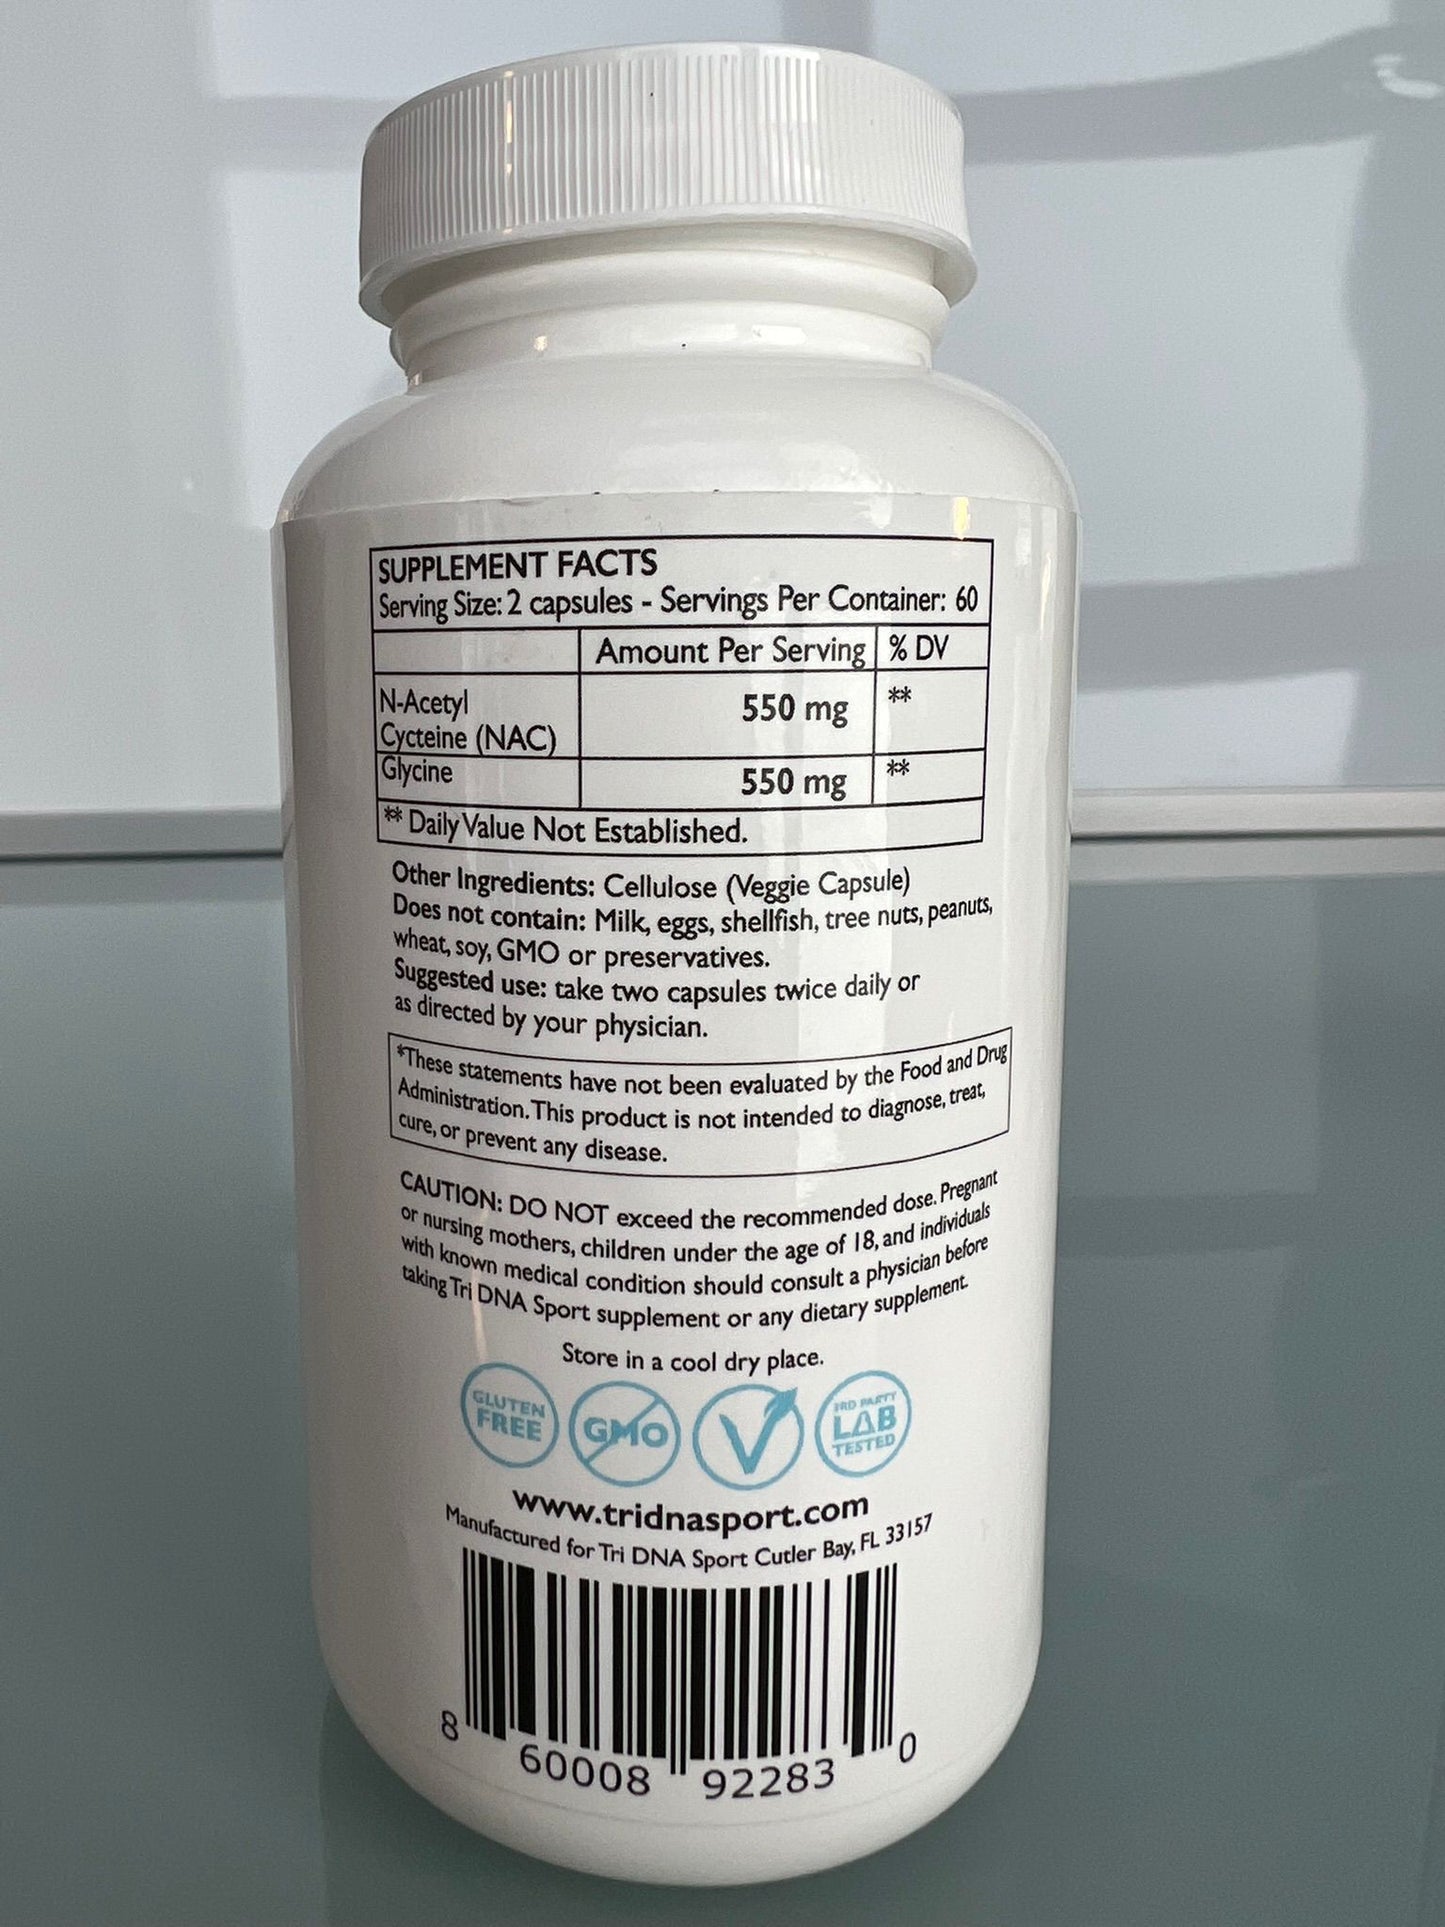 SUPPLEMENT FACTS
Serving Size: 2 capsules - Servings Per Container: 60
Amount Per Serving % DV
N-Acetyl
Cycteine (NAC) 550 mg **
Glycine 550 mg **
** Daily Value Not Established.
Other Ingredients: Cellulose (Veggie Capsule)
Does not contain: Milk, eggs, shellfish, tree nuts, peanuts,
wheat, soy, GMO or preservatives.
Suggested use: take two capsules twice daily or
as directed by your physician.
*These statements have not been evaluated by the Food and Drug
Administration. This product is not intended to diagnose, treat,
cure, or prevent any disease.
CAUTION: DO NOT exceed the recommended dose. Pregnant
or nursing mothers, children under the age of 18, and individuals
with known medical condition should consult a physician before
taking Tri DNA Sport supplement or any dietary supplement.
Store in a cool dry place.
GLUTEN
FREE
GMO
V
3RD PARTY
LAB
TESTED
www.tridnasport.com
Manufactured for Tri DNA Sport Cutler Bay, FL 33157
8 60008 92283 0